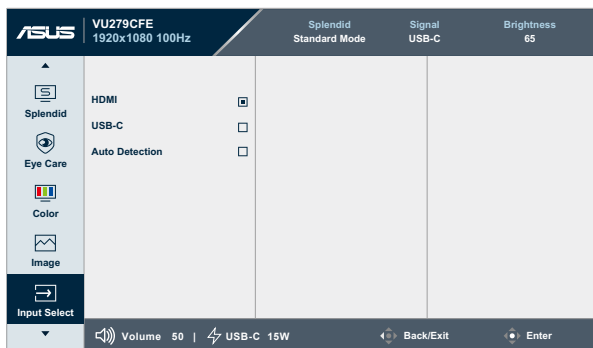 ASUS
VU279CFE
1920x1080 100Hz
Splendid
Standard Mode
Signal
USB-C
Brightness
65
S
Splendid
Eye Care
Color
Image
Input Select
HDMI
USB-C
Auto Detection
Volume 50 | USB-C 15W
Back/Exit
Enter